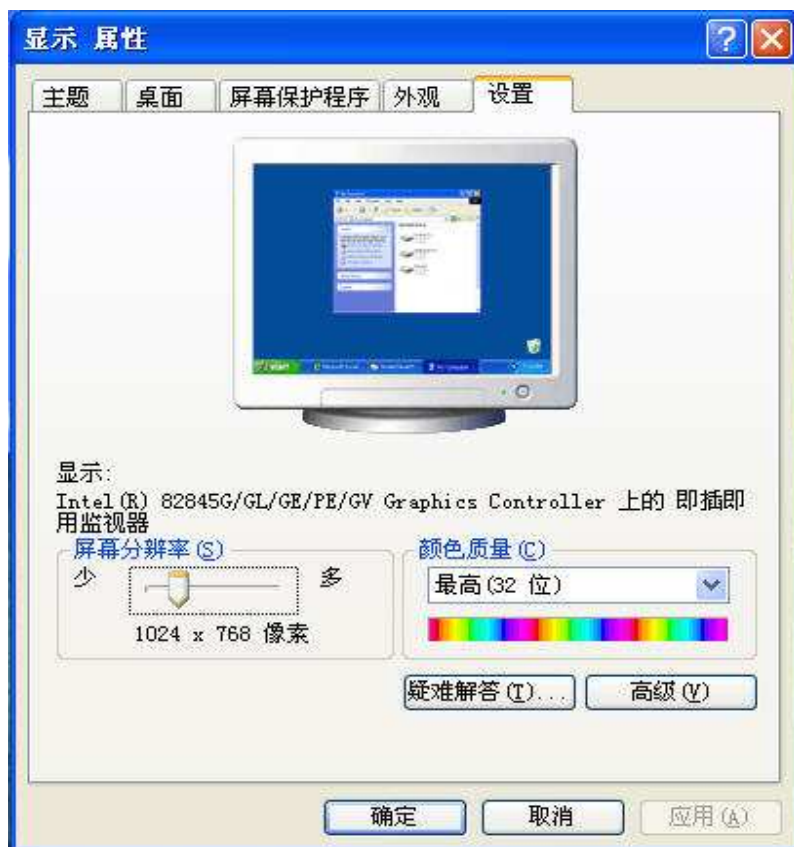 显示 属性
主题 桌面 屏幕保护程序 外观 设置
显示:
Intel(R) 82845G/GL/GE/PE/GV Graphics Controller 上的 即插即
用监视器
屏幕分辨率(S) 颜色质量(C)
少 多 最高(32 位)
1024 x 768 像素
疑难解答(T)... 高级(V)
确定 取消 应用(A)